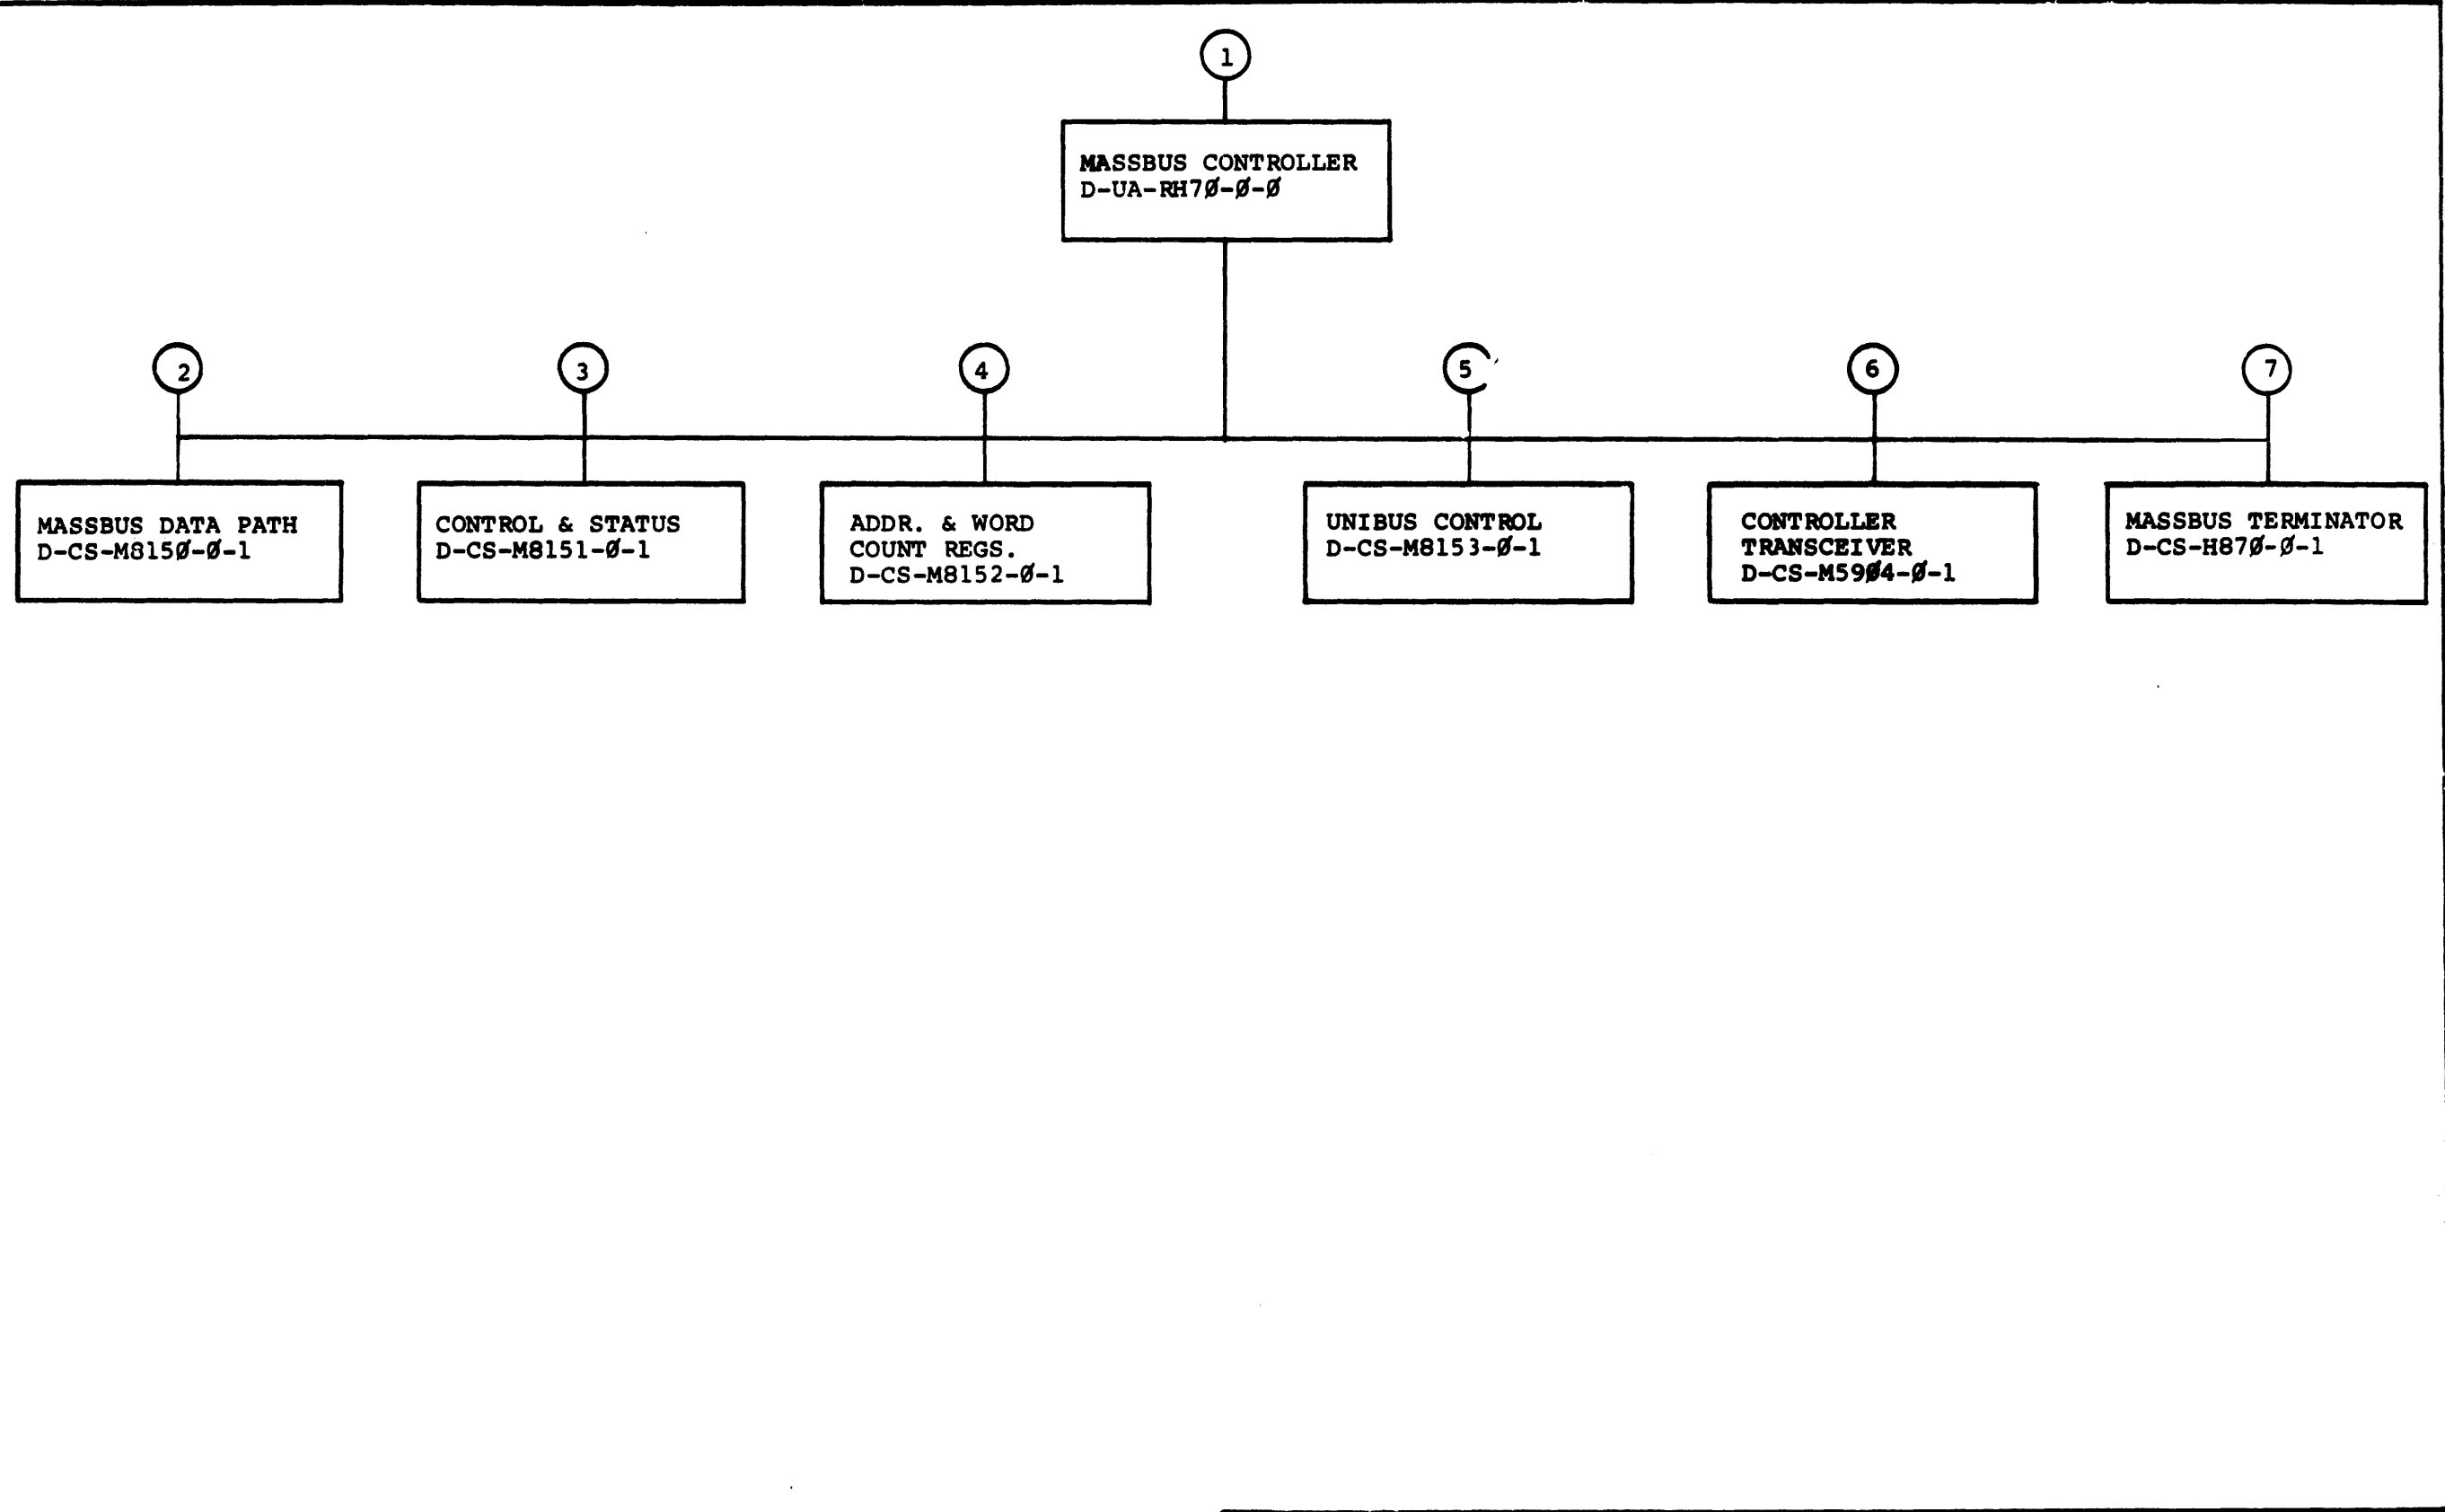 1
MASSBUS CONTROLLER
D-UA-RH7Ø-Ø-Ø
2
3
4
5
6
7
MASSBUS DATA PATH
D-CS-M815Ø-Ø-1
CONTROL & STATUS
D-CS-M8151-Ø-1
ADDR. & WORD
COUNT REGS.
D-CS-M8152-Ø-1
UNIBUS CONTROL
D-CS-M8153-Ø-1
CONTROLLER
TRANSCEIVER
D-CS-M59Ø4-Ø-1
MASSBUS TERMINATOR
D-CS-H87Ø-Ø-1